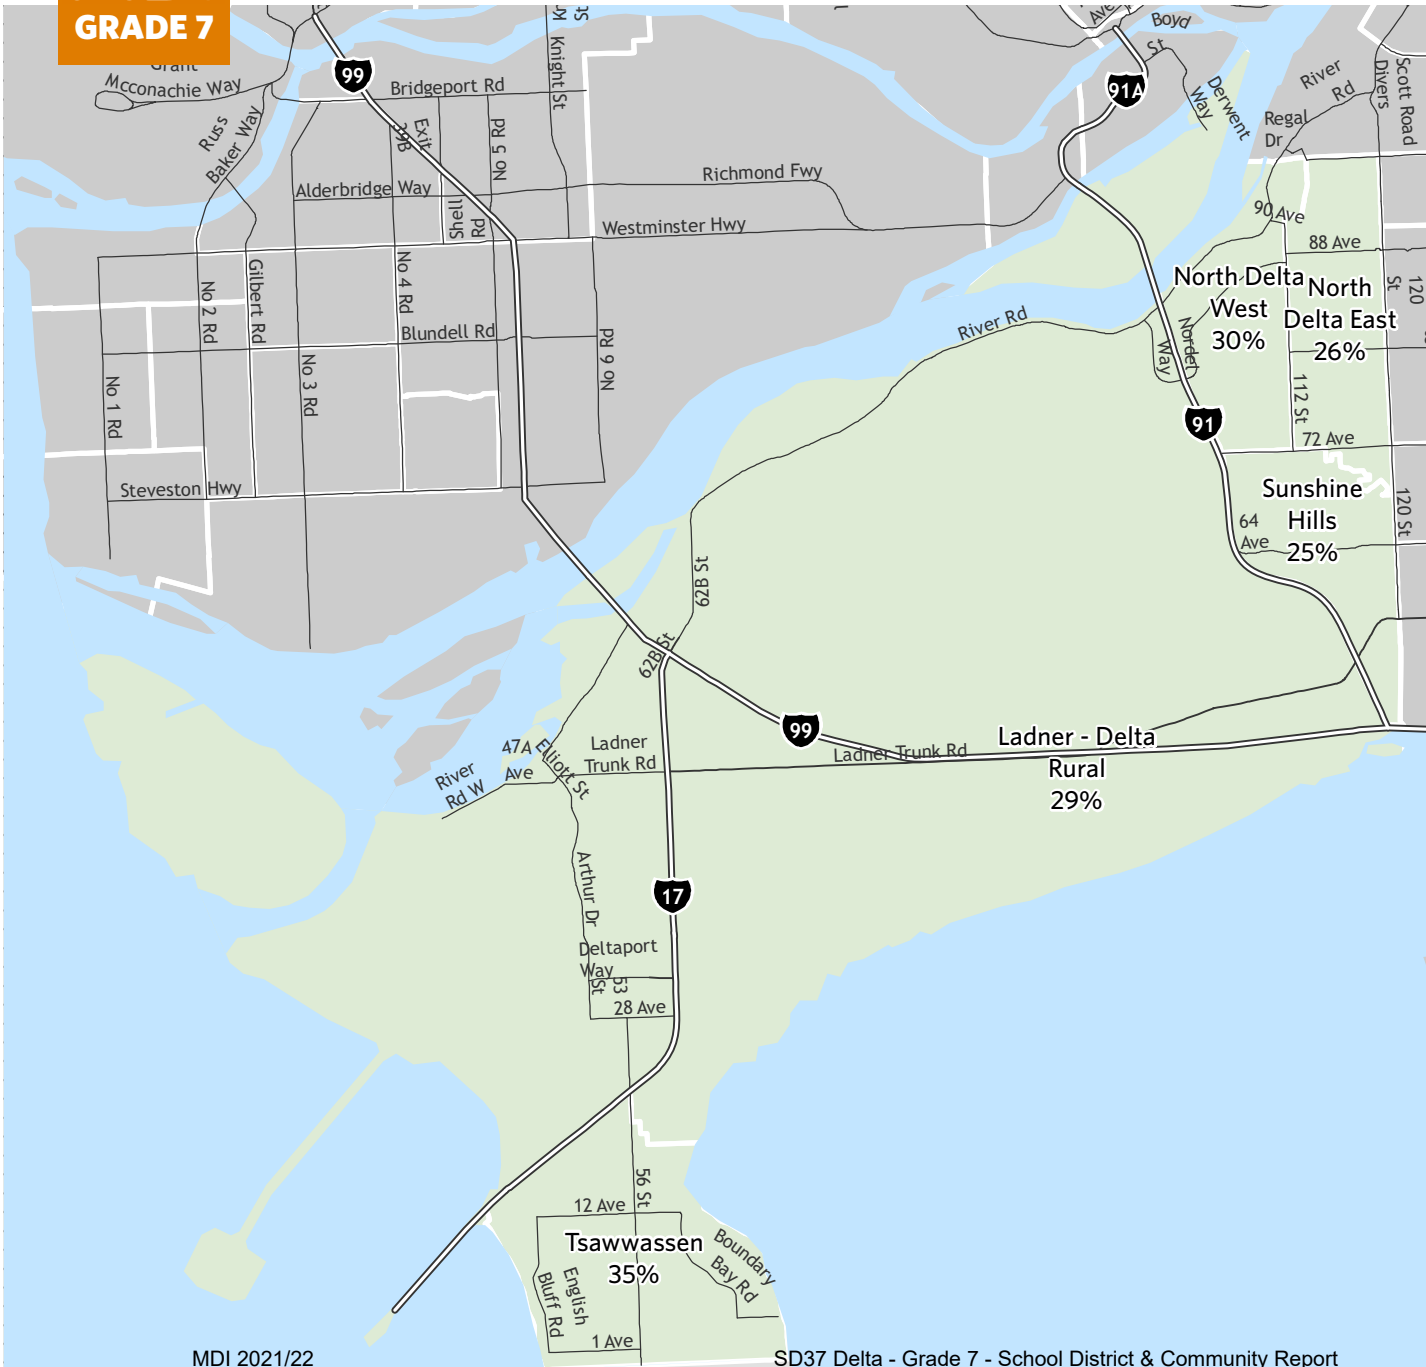 GRADE 7
Grant
Mcconachie Way
99
Bridgeport Rd
Knight St
St
Boyd
St
Ave
91A
Derwent
Way
River
Rd
Divers
Scott Road
Regal
Dr
Russ
Baker Way
Exit
39B
No 5 Rd
Shell
Rd
Alderbridge Way
Richmond Fwy
Westminster Hwy
90 Ave
88 Ave
120
St
No 2 Rd
Gilbert Rd
No 4 Rd
North Delta
West
30%
North
Delta East
26%
River Rd
Nordel
Way
Blundell Rd
No 6 Rd
No 1 Rd
No 3 Rd
112 St
91
72 Ave
Steveston Hwy
Sunshine
Hills
25%
64
Ave
120 St
62B St
62B St
99
Ladner
Trunk Rd
47A
Ave
Elliott St
River
Rd W
Ladner Trunk Rd
Ladner - Delta
Rural
29%
Arthur Dr
17
Deltaport
Way
53
St
28 Ave
56 St
12 Ave
Tsawwassen
35%
Boundary
Bay Rd
English
Bluff Rd
1 Ave
MDI 2021/22
SD37 Delta - Grade 7 - School District & Community Report